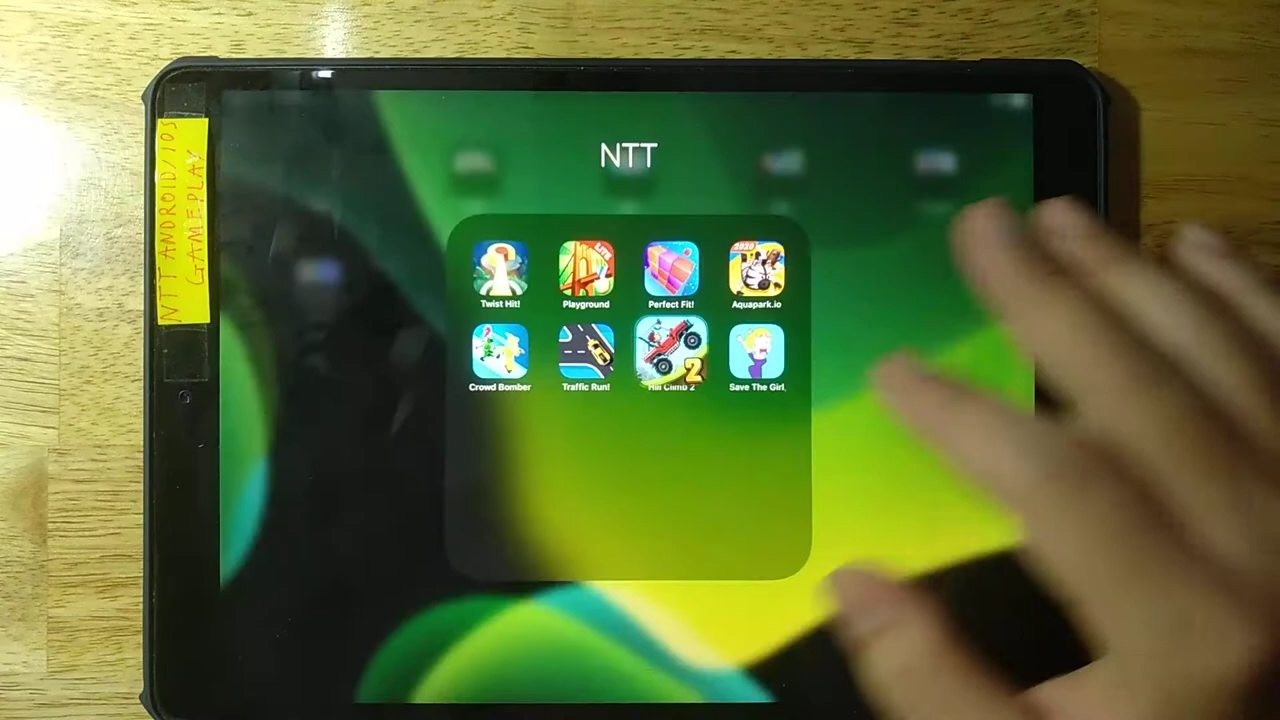 NTT ANDROID/IOS
GAMEPLAY
NTT
LITE
2020
Twist Hit!
Playground
Perfect Fit!
Aquapark.io
2
Crowd Bomber
Traffic Run!
Hill Climb 2
Save The Girl